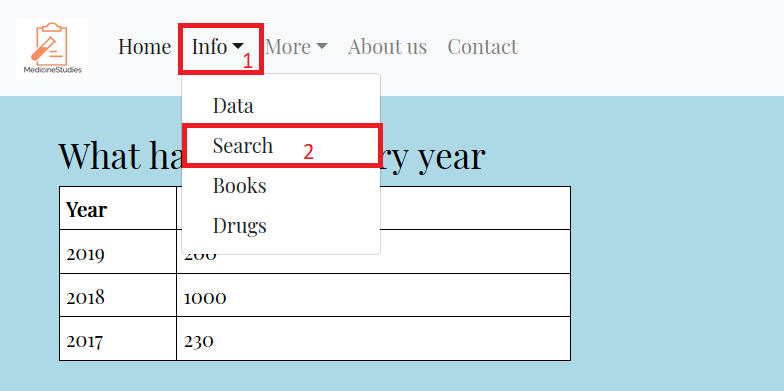 MedicineStudies
Home Info More About us Contact
1
Data
Search 2
Books
Drugs
What ha ry year
Year
2019 200
2018 1000
2017 230